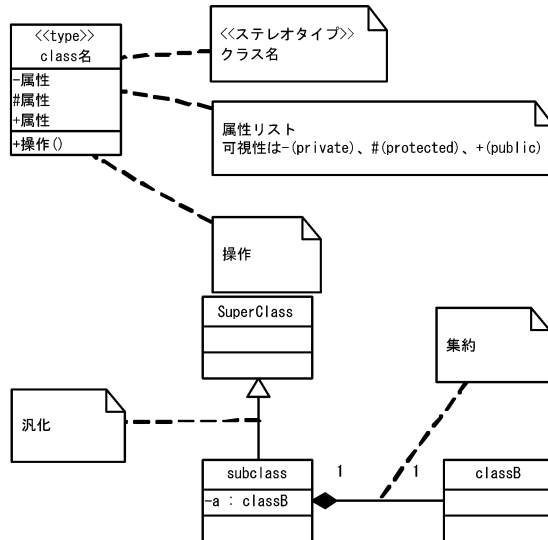 <<type>>
class名
-属性
#属性
+属性
+操作()
<<ステレオタイプ>>
クラス名
属性リスト
可視性は-(private)、#(protected)、+(public)
操作
SuperClass
集約
汎化
subclass
-a : classB
1
1
classB